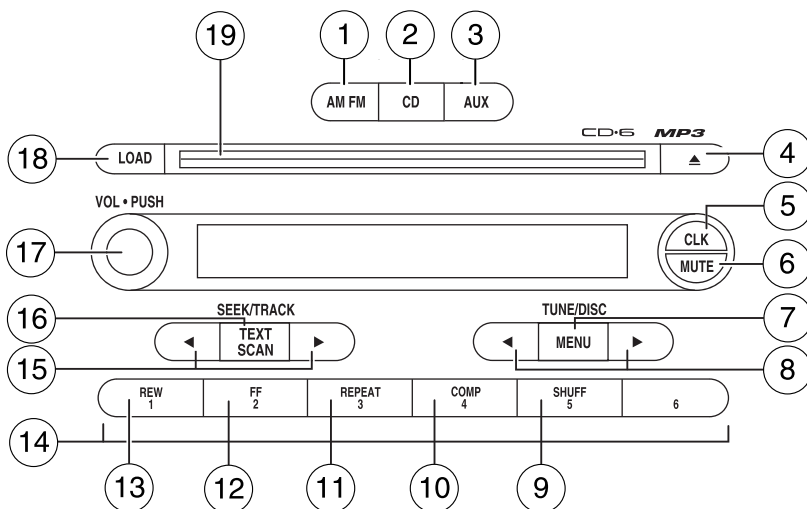 19
1
2
3
AM FM
CD
AUX
CD•6
MP3
18
LOAD
4
5
VOL • PUSH
17
CLK
MUTE
6
16
SEEK/TRACK
TUNE/DISC
7
TEXT
SCAN
MENU
15
8
REW
1
FF
2
REPEAT
3
COMP
4
SHUFF
5
6
14
13
12
11
10
9